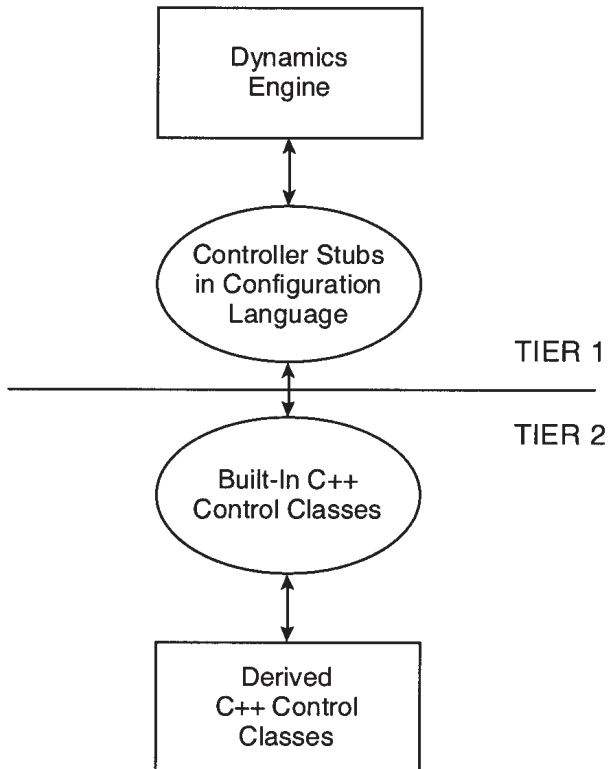 Dynamics
Engine
Controller Stubs
in Configuration
Language
TIER 1
TIER 2
Built-In C++
Control Classes
Derived
C++ Control
Classes